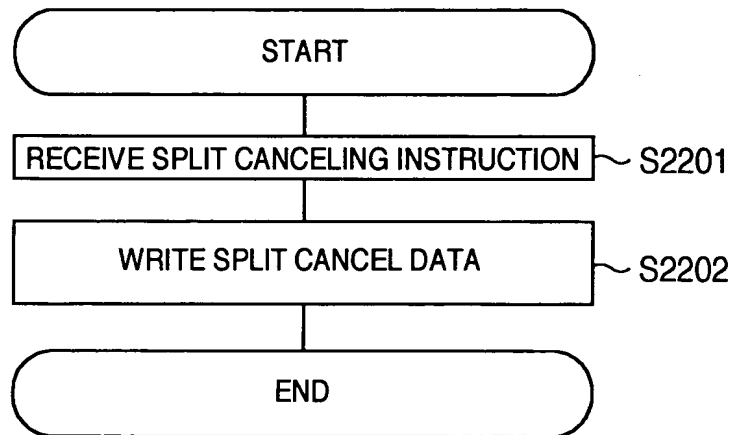 START
RECEIVE SPLIT CANCELING INSTRUCTION
S2201
WRITE SPLIT CANCEL DATA
S2202
END